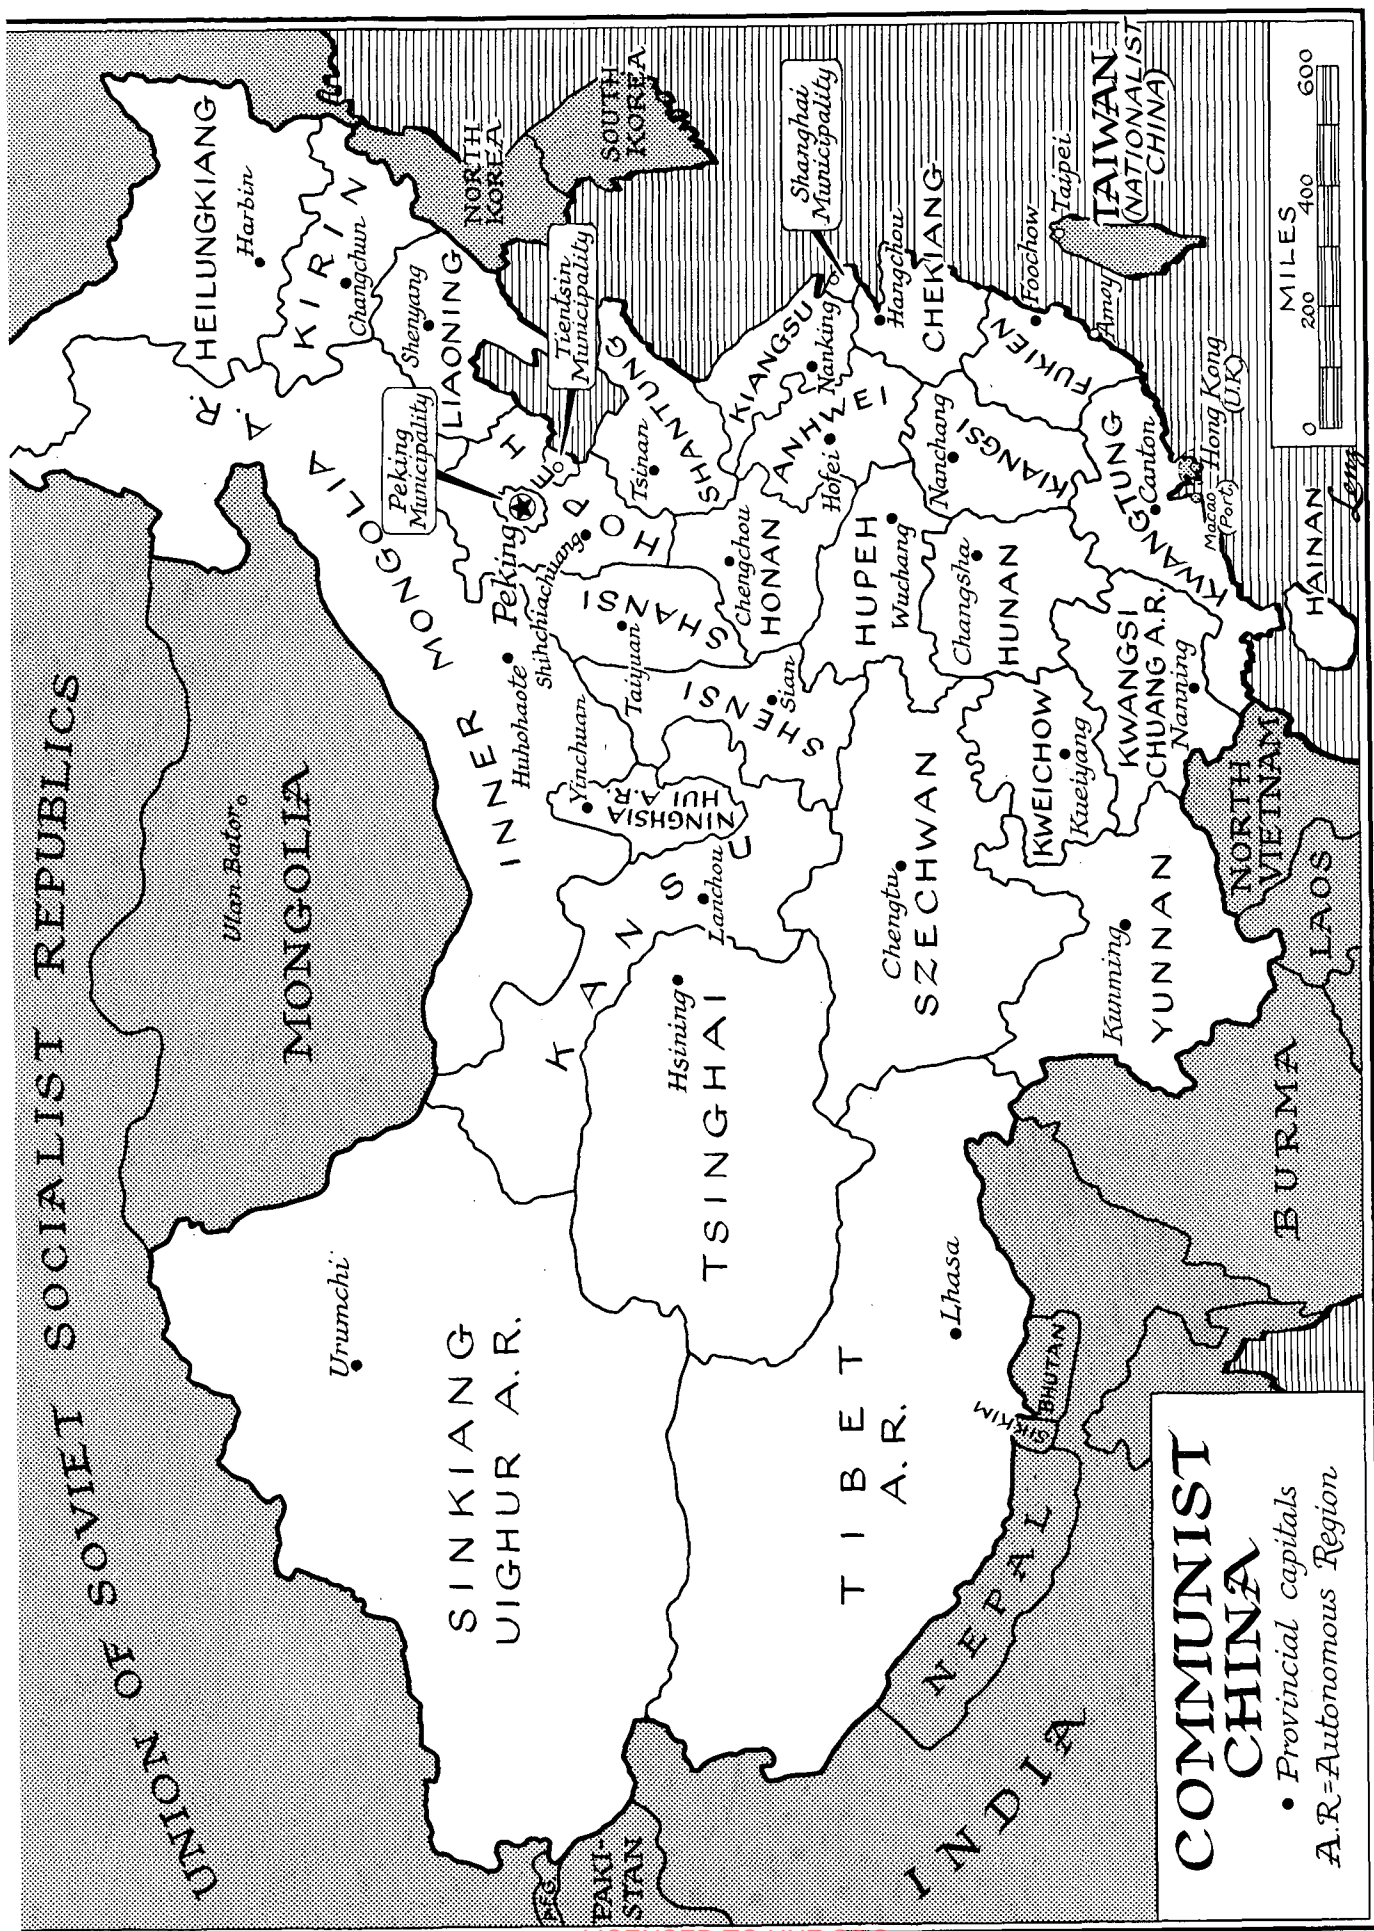 UNION OF SOVIET SOCIALIST REPUBLICS
MONGOLIA
Ulan Bator
HEILUNGKIANG
Harbin
KIRIN
Changchun
Shenyang
LIAONING
INNER MONGOLIA A.R.
Huhohaote
NORTH
KOREA
SOUTH
KOREA
Peking
Municipality
Tientsin
Municipality
Shanghai
Municipality
Peking
HOPEH
Shihchiachuang
SHANTUNG
Tsinan
SHANSI
Taiyuan
SHENSI
Sian
Yinchuan
NINGHSIA
HUI
A.R.
KANSU
Lanchou
SINKIANG
UIGHUR A.R.
Urumchi
TSINGHAI
Hsining
TIBET
A.R.
Lhasa
SZECHWAN
Chengtu
HONAN
Chengchou
KIANGSU
Nanking
ANHWEI
Hofei
HUPEH
Wuchang
CHEKIANG
Hangchou
KIANGSI
Nanchang
HUNAN
Changsha
FUKIEN
Foochow
Amoy
KWEICHOW
Kueiyang
YUNNAN
Kunming
KWANGSI
CHUANG A.R.
Nanning
KWANGTUNG
Canton
Macao
(Port.)
Hong Kong
(U.K)
HAINAN
Taipei
TAIWAN
(NATIONALIST
CHINA)
AFG.
PAKI-
STAN
INDIA
NEPAL
SIKKIM
BHUTAN
BURMA
LAOS
NORTH
VIETNAM
MILES
0 200 400 600
Lenz
COMMUNIST
CHINA
• Provincial capitals
A.R=Autonomous Region